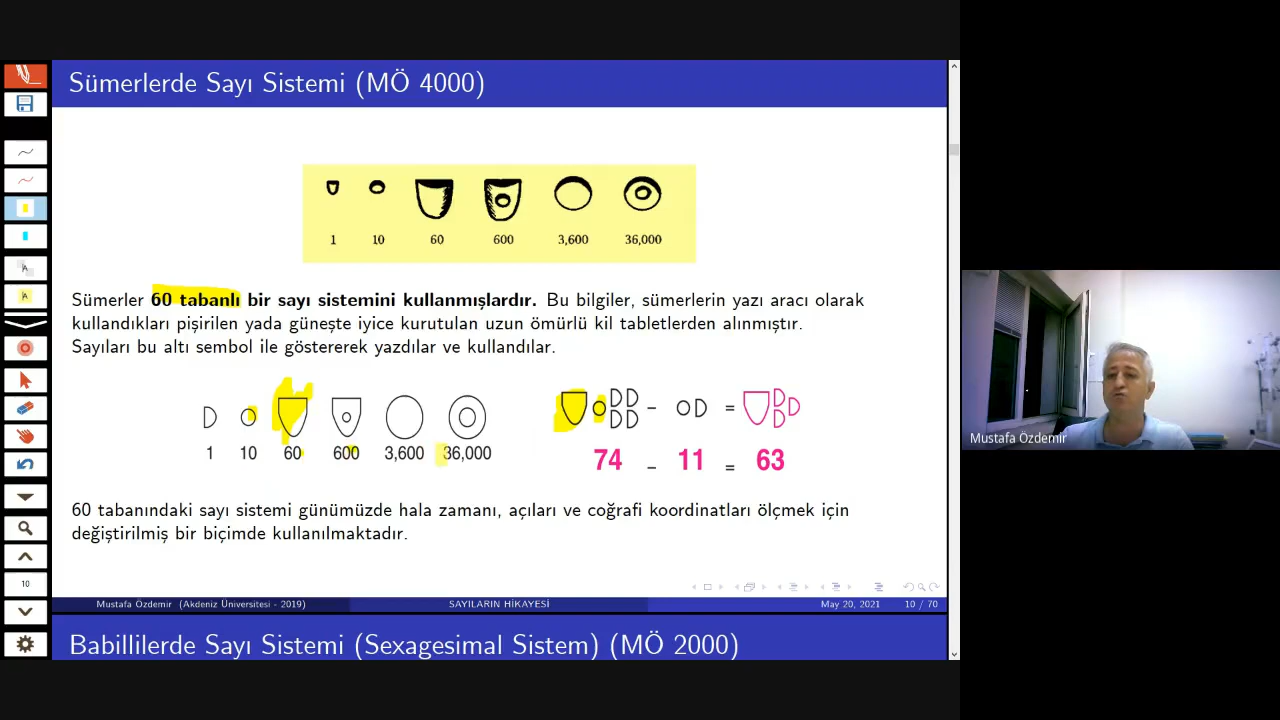 Sümerlerde Sayı Sistemi (MÖ 4000)
1 10 60 600 3,600 36,000
Sümerler 60 tabanlı bir sayı sistemini kullanmışlardır. Bu bilgiler, sümerlerin yazı aracı olarak
kullandıkları pişirilen yada güneşte iyice kurutulan uzun ömürlü kil tabletlerden alınmıştır.
Sayıları bu altı sembol ile göstererek yazdılar ve kullandılar.
− =
1 10 60 600 3,600 36,000
74 − 11 = 63
60 tabanındaki sayı sistemi günümüzde hala zamanı, açıları ve coğrafi koordinatları ölçmek için
değiştirilmiş bir biçimde kullanılmaktadır.
Mustafa Özdemir (Akdeniz Üniversitesi - 2019) SAYILARIN HİKAYESİ May 20, 2021 10 / 70
Babillilerde Sayı Sistemi (Sexagesimal Sistem) (MÖ 2000)
A
A
10
Mustafa Özdemir